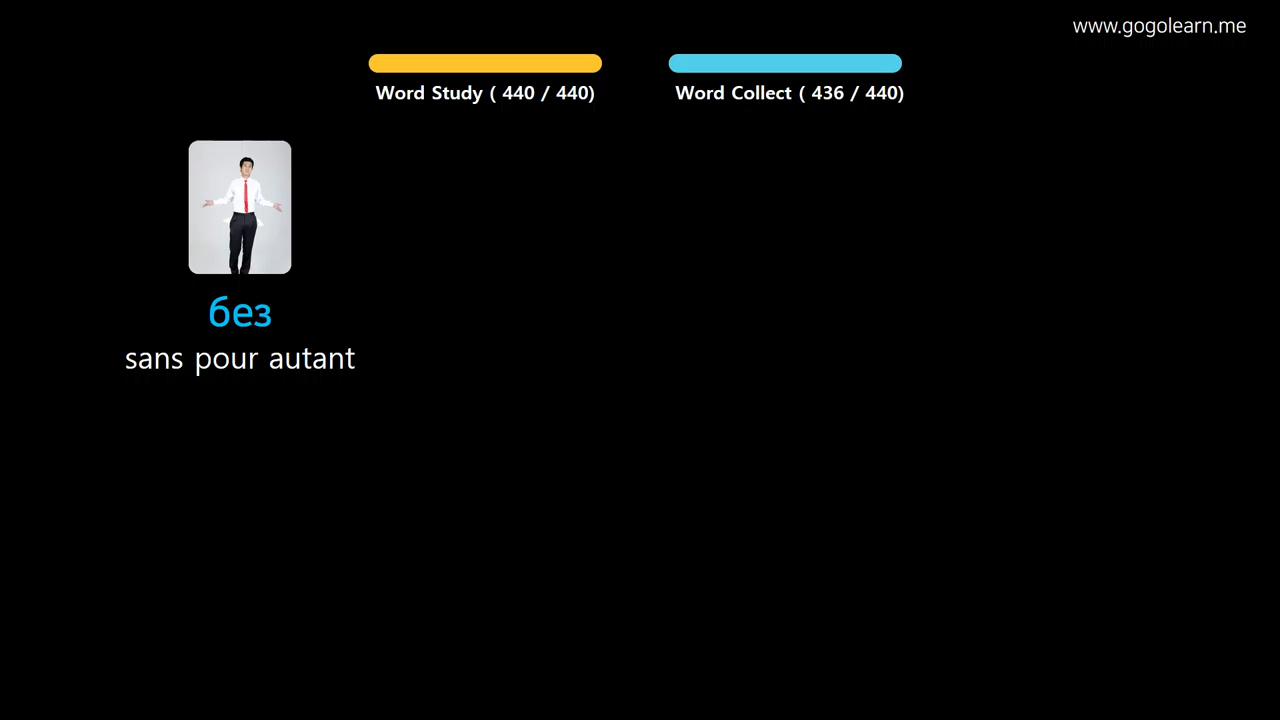 www.gogolearn.me
Word Study ( 440 / 440)
Word Collect ( 436 / 440)
без
sans pour autant